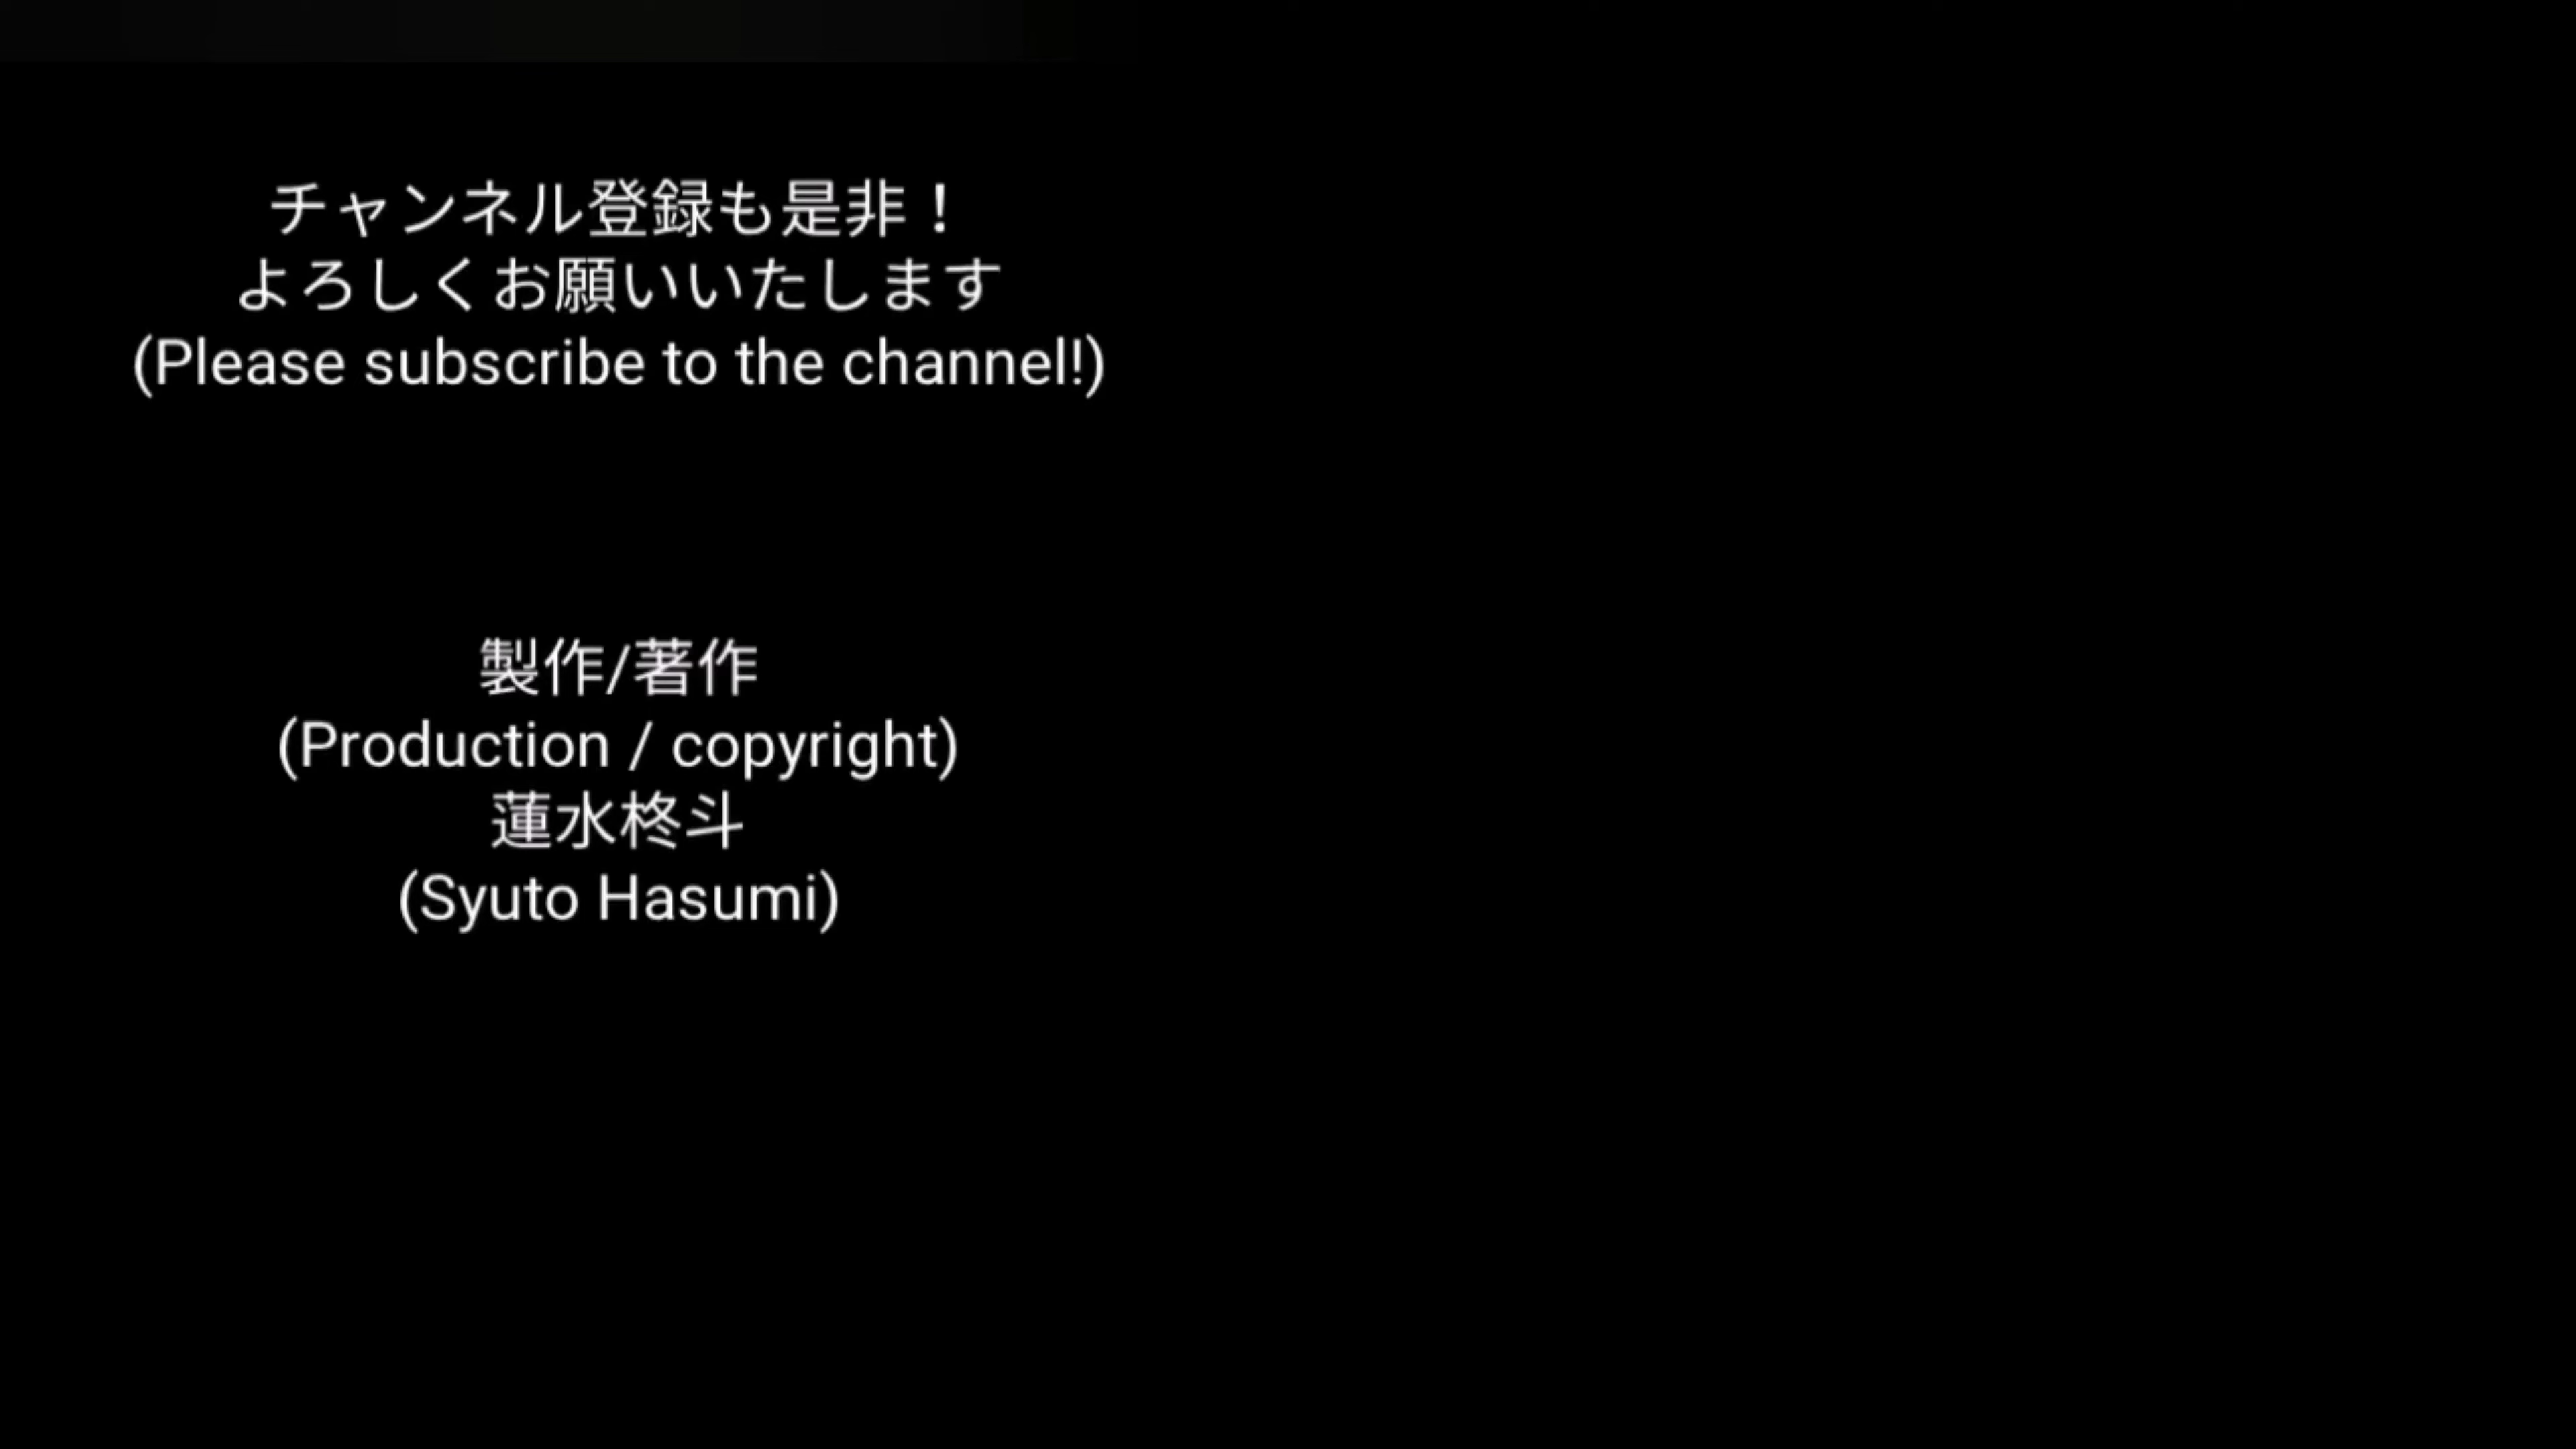 チャンネル登録も是非！
よろしくお願いいたします
(Please subscribe to the channel!)
製作/著作
(Production / copyright)
蓮水柊斗
(Syuto Hasumi)